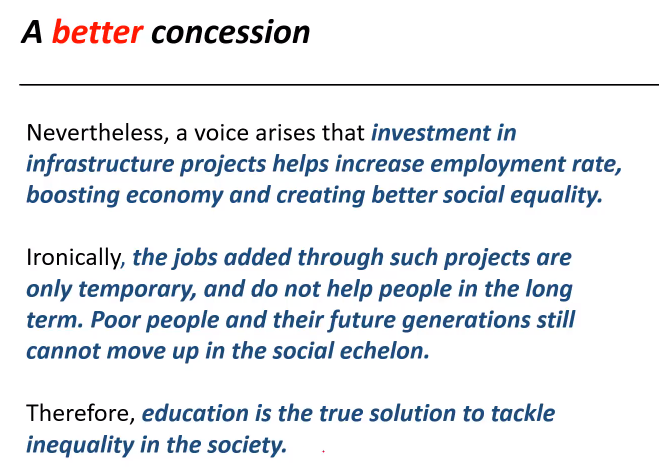 A better concession
Nevertheless, a voice arises that investment in
infrastructure projects helps increase employment rate,
boosting economy and creating better social equality.
Ironically, the jobs added through such projects are
only temporary, and do not help people in the long
term. Poor people and their future generations still
cannot move up in the social echelon.
Therefore, education is the true solution to tackle
inequality in the society.